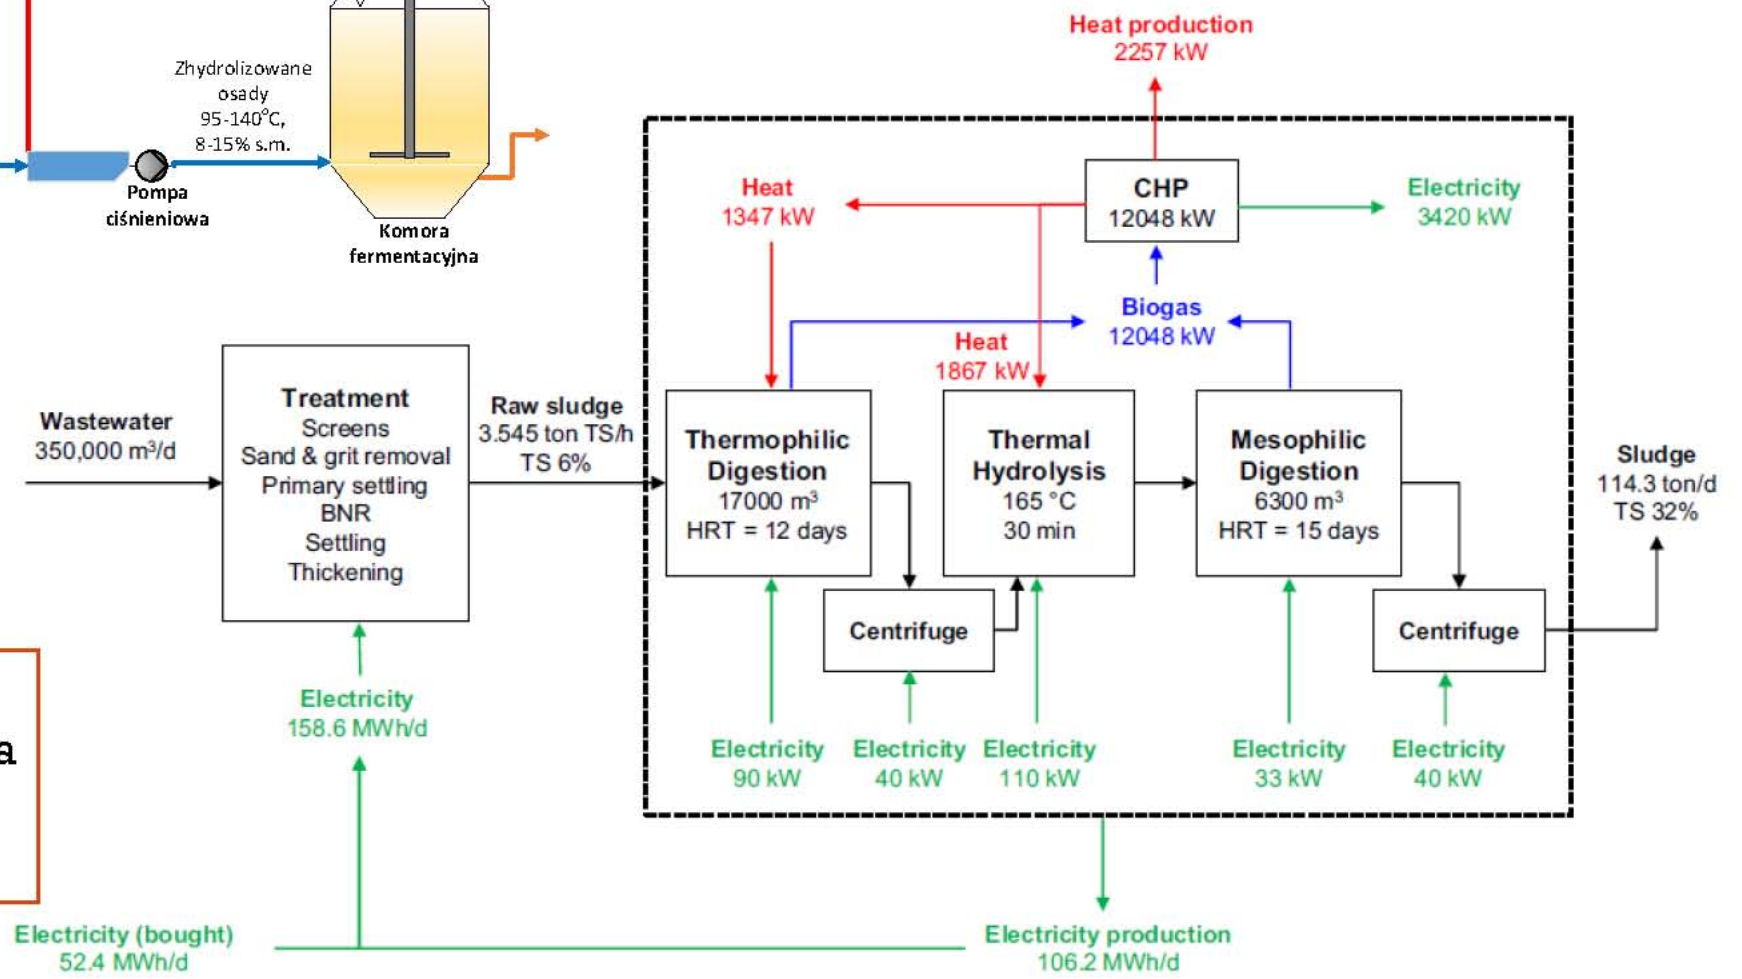 Zhydrolizowane
osady
95-140°C,
8-15% s.m.
Pompa
ciśnieniowa
Komora
fermentacyjna
Heat production
2257 kW
CHP
12048 kW
Heat
1347 kW
Electricity
3420 kW
Biogas
12048 kW
Heat
1867 kW
Wastewater
350,000 m³/d
Treatment
Screens
Sand & grit removal
Primary settling
BNR
Settling
Thickening
Raw sludge
3.545 ton TS/h
TS 6%
Thermophilic
Digestion
17000 m³
HRT = 12 days
Thermal
Hydrolysis
165 °C
30 min
Mesophilic
Digestion
6300 m³
HRT = 15 days
Sludge
114.3 ton/d
TS 32%
Centrifuge
Centrifuge
Electricity
158.6 MWh/d
a
Electricity
90 kW
Electricity
40 kW
Electricity
110 kW
Electricity
33 kW
Electricity
40 kW
Electricity (bought)
52.4 MWh/d
Electricity production
106.2 MWh/d